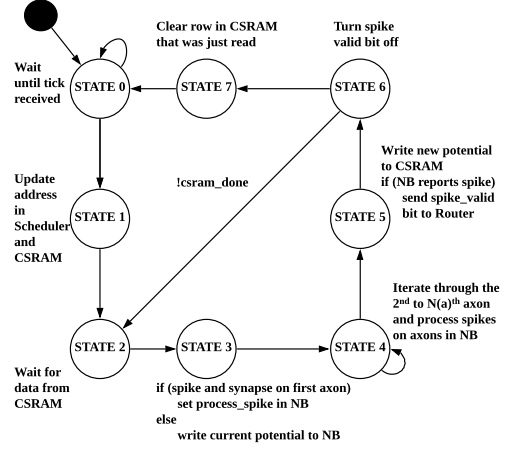 Clear row in CSRAM
that was just read
Turn spike
valid bit off
Wait
until tick
received
STATE 0
STATE 7
STATE 6
Write new potential
to CSRAM
if (NB reports spike)
send spike_valid
bit to Router
!csram_done
Update
address
in
Scheduler
and
CSRAM
STATE 1
STATE 5
Iterate through the
2nd to N(a)th axon
and process spikes
on axons in NB
STATE 2
STATE 3
STATE 4
Wait for
data from
CSRAM
if (spike and synapse on first axon)
set process_spike in NB
else
write current potential to NB